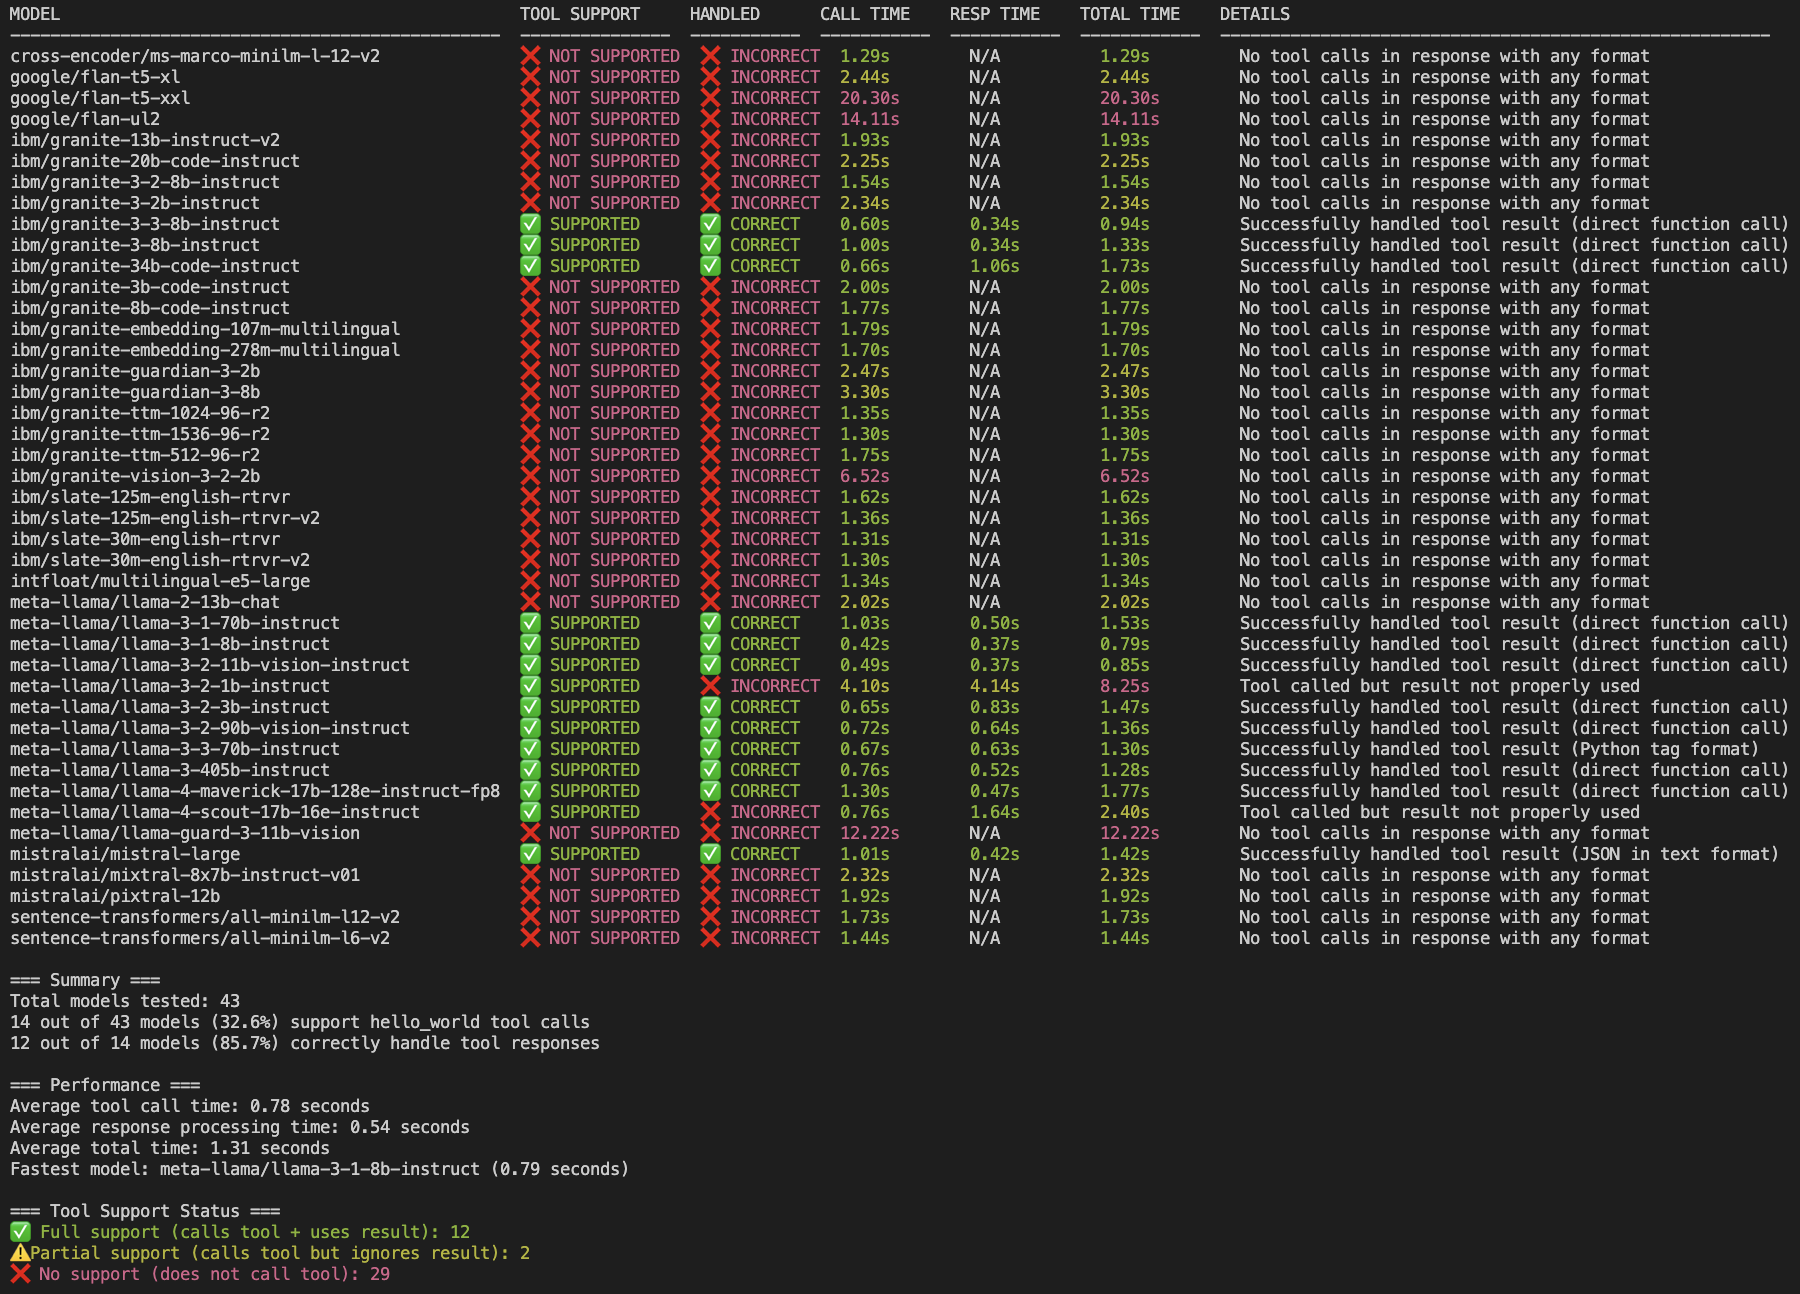 MODEL TOOL SUPPORT HANDLED CALL TIME RESP TIME TOTAL TIME DETAILS
cross-encoder/ms-marco-minilm-l-12-v2 ❌ NOT SUPPORTED ❌ INCORRECT 1.29s N/A 1.29s No tool calls in response with any format
google/flan-t5-xl ❌ NOT SUPPORTED ❌ INCORRECT 2.44s N/A 2.44s No tool calls in response with any format
google/flan-t5-xxl ❌ NOT SUPPORTED ❌ INCORRECT 20.30s N/A 20.30s No tool calls in response with any format
google/flan-ul2 ❌ NOT SUPPORTED ❌ INCORRECT 14.11s N/A 14.11s No tool calls in response with any format
ibm/granite-13b-instruct-v2 ❌ NOT SUPPORTED ❌ INCORRECT 1.93s N/A 1.93s No tool calls in response with any format
ibm/granite-20b-code-instruct ❌ NOT SUPPORTED ❌ INCORRECT 2.25s N/A 2.25s No tool calls in response with any format
ibm/granite-3-2-8b-instruct ❌ NOT SUPPORTED ❌ INCORRECT 1.54s N/A 1.54s No tool calls in response with any format
ibm/granite-3-2b-instruct ❌ NOT SUPPORTED ❌ INCORRECT 2.34s N/A 2.34s No tool calls in response with any format
ibm/granite-3-3-8b-instruct ✅ SUPPORTED ✅ CORRECT 0.60s 0.34s 0.94s Successfully handled tool result (direct function call)
ibm/granite-3-8b-instruct ✅ SUPPORTED ✅ CORRECT 1.00s 0.34s 1.33s Successfully handled tool result (direct function call)
ibm/granite-34b-code-instruct ✅ SUPPORTED ✅ CORRECT 0.66s 1.06s 1.73s Successfully handled tool result (direct function call)
ibm/granite-3b-code-instruct ❌ NOT SUPPORTED ❌ INCORRECT 2.00s N/A 2.00s No tool calls in response with any format
ibm/granite-8b-code-instruct ❌ NOT SUPPORTED ❌ INCORRECT 1.77s N/A 1.77s No tool calls in response with any format
ibm/granite-embedding-107m-multilingual ❌ NOT SUPPORTED ❌ INCORRECT 1.79s N/A 1.79s No tool calls in response with any format
ibm/granite-embedding-278m-multilingual ❌ NOT SUPPORTED ❌ INCORRECT 1.70s N/A 1.70s No tool calls in response with any format
ibm/granite-guardian-3-2b ❌ NOT SUPPORTED ❌ INCORRECT 2.47s N/A 2.47s No tool calls in response with any format
ibm/granite-guardian-3-8b ❌ NOT SUPPORTED ❌ INCORRECT 3.30s N/A 3.30s No tool calls in response with any format
ibm/granite-ttm-1024-96-r2 ❌ NOT SUPPORTED ❌ INCORRECT 1.35s N/A 1.35s No tool calls in response with any format
ibm/granite-ttm-1536-96-r2 ❌ NOT SUPPORTED ❌ INCORRECT 1.30s N/A 1.30s No tool calls in response with any format
ibm/granite-ttm-512-96-r2 ❌ NOT SUPPORTED ❌ INCORRECT 1.75s N/A 1.75s No tool calls in response with any format
ibm/granite-vision-3-2-2b ❌ NOT SUPPORTED ❌ INCORRECT 6.52s N/A 6.52s No tool calls in response with any format
ibm/slate-125m-english-rtrvr ❌ NOT SUPPORTED ❌ INCORRECT 1.62s N/A 1.62s No tool calls in response with any format
ibm/slate-125m-english-rtrvr-v2 ❌ NOT SUPPORTED ❌ INCORRECT 1.36s N/A 1.36s No tool calls in response with any format
ibm/slate-30m-english-rtrvr ❌ NOT SUPPORTED ❌ INCORRECT 1.31s N/A 1.31s No tool calls in response with any format
ibm/slate-30m-english-rtrvr-v2 ❌ NOT SUPPORTED ❌ INCORRECT 1.30s N/A 1.30s No tool calls in response with any format
intfloat/multilingual-e5-large ❌ NOT SUPPORTED ❌ INCORRECT 1.34s N/A 1.34s No tool calls in response with any format
meta-llama/llama-2-13b-chat ❌ NOT SUPPORTED ❌ INCORRECT 2.02s N/A 2.02s No tool calls in response with any format
meta-llama/llama-3-1-70b-instruct ✅ SUPPORTED ✅ CORRECT 1.03s 0.50s 1.53s Successfully handled tool result (direct function call)
meta-llama/llama-3-1-8b-instruct ✅ SUPPORTED ✅ CORRECT 0.42s 0.37s 0.79s Successfully handled tool result (direct function call)
meta-llama/llama-3-2-11b-vision-instruct ✅ SUPPORTED ✅ CORRECT 0.49s 0.37s 0.85s Successfully handled tool result (direct function call)
meta-llama/llama-3-2-1b-instruct ✅ SUPPORTED ❌ INCORRECT 4.10s 4.14s 8.25s Tool called but result not properly used
meta-llama/llama-3-2-3b-instruct ✅ SUPPORTED ✅ CORRECT 0.65s 0.83s 1.47s Successfully handled tool result (direct function call)
meta-llama/llama-3-2-90b-vision-instruct ✅ SUPPORTED ✅ CORRECT 0.72s 0.64s 1.36s Successfully handled tool result (direct function call)
meta-llama/llama-3-3-70b-instruct ✅ SUPPORTED ✅ CORRECT 0.67s 0.63s 1.30s Successfully handled tool result (Python tag format)
meta-llama/llama-3-405b-instruct ✅ SUPPORTED ✅ CORRECT 0.76s 0.52s 1.28s Successfully handled tool result (direct function call)
meta-llama/llama-4-maverick-17b-128e-instruct-fp8 ✅ SUPPORTED ✅ CORRECT 1.30s 0.47s 1.77s Successfully handled tool result (direct function call)
meta-llama/llama-4-scout-17b-16e-instruct ✅ SUPPORTED ❌ INCORRECT 0.76s 1.64s 2.40s Tool called but result not properly used
meta-llama/llama-guard-3-11b-vision ❌ NOT SUPPORTED ❌ INCORRECT 12.22s N/A 12.22s No tool calls in response with any format
mistralai/mistral-large ✅ SUPPORTED ✅ CORRECT 1.01s 0.42s 1.42s Successfully handled tool result (JSON in text format)
mistralai/mixtral-8x7b-instruct-v01 ❌ NOT SUPPORTED ❌ INCORRECT 2.32s N/A 2.32s No tool calls in response with any format
mistralai/pixtral-12b ❌ NOT SUPPORTED ❌ INCORRECT 1.92s N/A 1.92s No tool calls in response with any format
sentence-transformers/all-minilm-l12-v2 ❌ NOT SUPPORTED ❌ INCORRECT 1.73s N/A 1.73s No tool calls in response with any format
sentence-transformers/all-minilm-l6-v2 ❌ NOT SUPPORTED ❌ INCORRECT 1.44s N/A 1.44s No tool calls in response with any format
=== Summary ===
Total models tested: 43
14 out of 43 models (32.6%) support hello_world tool calls
12 out of 14 models (85.7%) correctly handle tool responses
=== Performance ===
Average tool call time: 0.78 seconds
Average response processing time: 0.54 seconds
Average total time: 1.31 seconds
Fastest model: meta-llama/llama-3-1-8b-instruct (0.79 seconds)
=== Tool Support Status ===
✅ Full support (calls tool + uses result): 12
⚠️Partial support (calls tool but ignores result): 2
❌ No support (does not call tool): 29